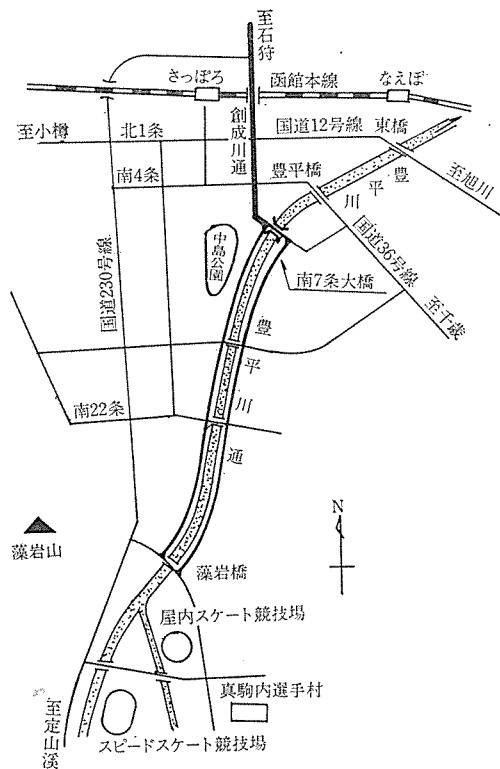 至石狩
さっぽろ
函館本線
なえぼ
至小樽
北1条
創成川通
国道12号線
東橋
南4条
豊平橋
豊平川
至旭川
中島公園
国道36号線
国道230号線
南7条大橋
至千歳
豊平川通
南22条
N
藻岩山
藻岩橋
屋内スケート競技場
真駒内選手村
至定山渓
スピードスケート競技場